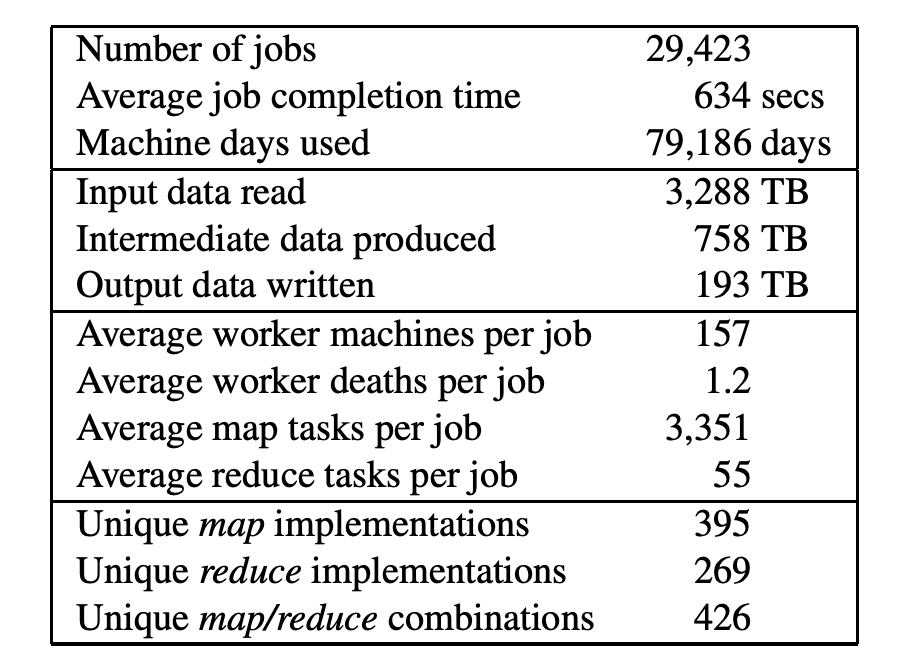 Number of jobs 29,423
Average job completion time 634 secs
Machine days used 79,186 days
Input data read 3,288 TB
Intermediate data produced 758 TB
Output data written 193 TB
Average worker machines per job 157
Average worker deaths per job 1.2
Average map tasks per job 3,351
Average reduce tasks per job 55
Unique map implementations 395
Unique reduce implementations 269
Unique map/reduce combinations 426